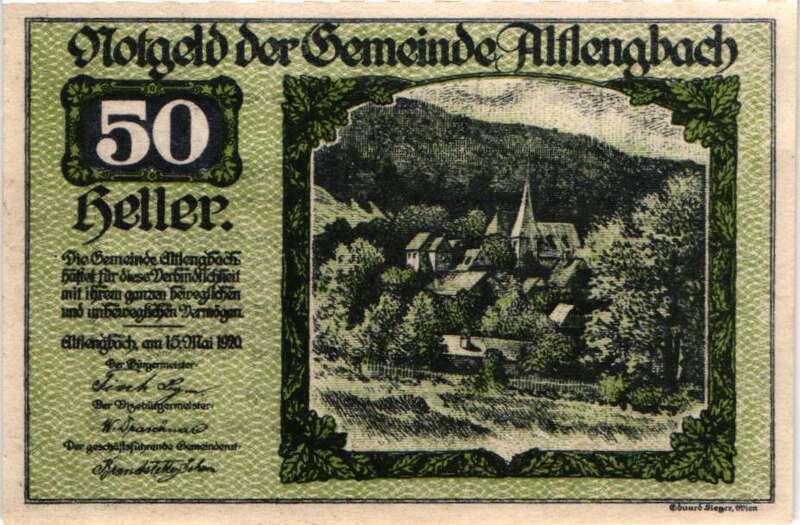 Notgeld der Gemeinde Altlengbach
50
Heller.
Die Gemeinde Altlengbach
haftet für diese Verbindlichkeit
mit ihrem ganzen beweglichen
und unbeweglichen Vermögen.
Altlengbach, am 15. Mai 1920.
Der Bürgermeister:
Der Vizebürgermeister:
Der geschäftsführende Gemeinderat:
Eduard Sieger, Wien